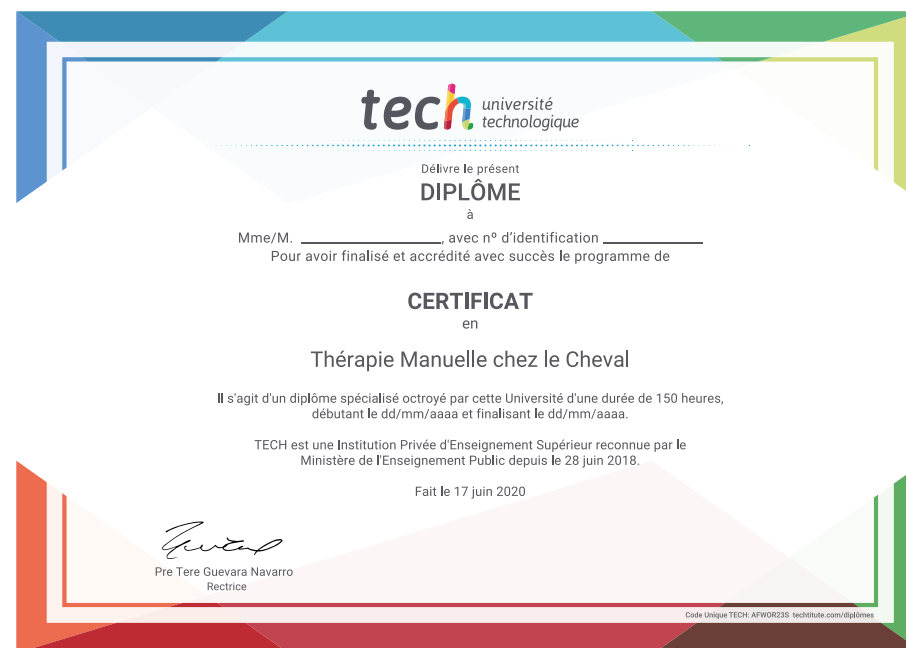 tech université
technologique
Délivre le présent
DIPLÔME
à
Mme/M. ____________________, avec nº d'identification ______________
Pour avoir finalisé et accrédité avec succès le programme de
CERTIFICAT
en
Thérapie Manuelle chez le Cheval
Il s'agit d'un diplôme spécialisé octroyé par cette Université d'une durée de 150 heures,
débutant le dd/mm/aaaa et finalisant le dd/mm/aaaa.
TECH est une Institution Privée d'Enseignement Supérieur reconnue par le
Ministère de l'Enseignement Public depuis le 28 juin 2018.
Fait le 17 juin 2020
Pre Tere Guevara Navarro
Rectrice
Code Unique TECH: AFWOR23S techtitute.com/diplômes